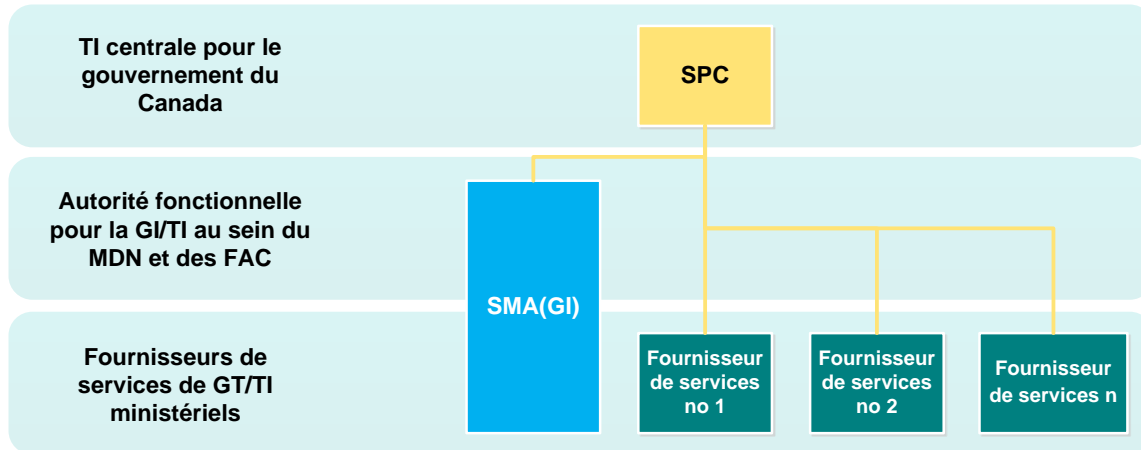 TI centrale pour le
gouvernement du
Canada
SPC
Autorité fonctionnelle
pour la GI/TI au sein du
MDN et des FAC
SMA(GI)
Fournisseurs de
services de GT/TI
ministériels
Fournisseur
de services
no 1
Fournisseur
de services
no 2
Fournisseur
de services n